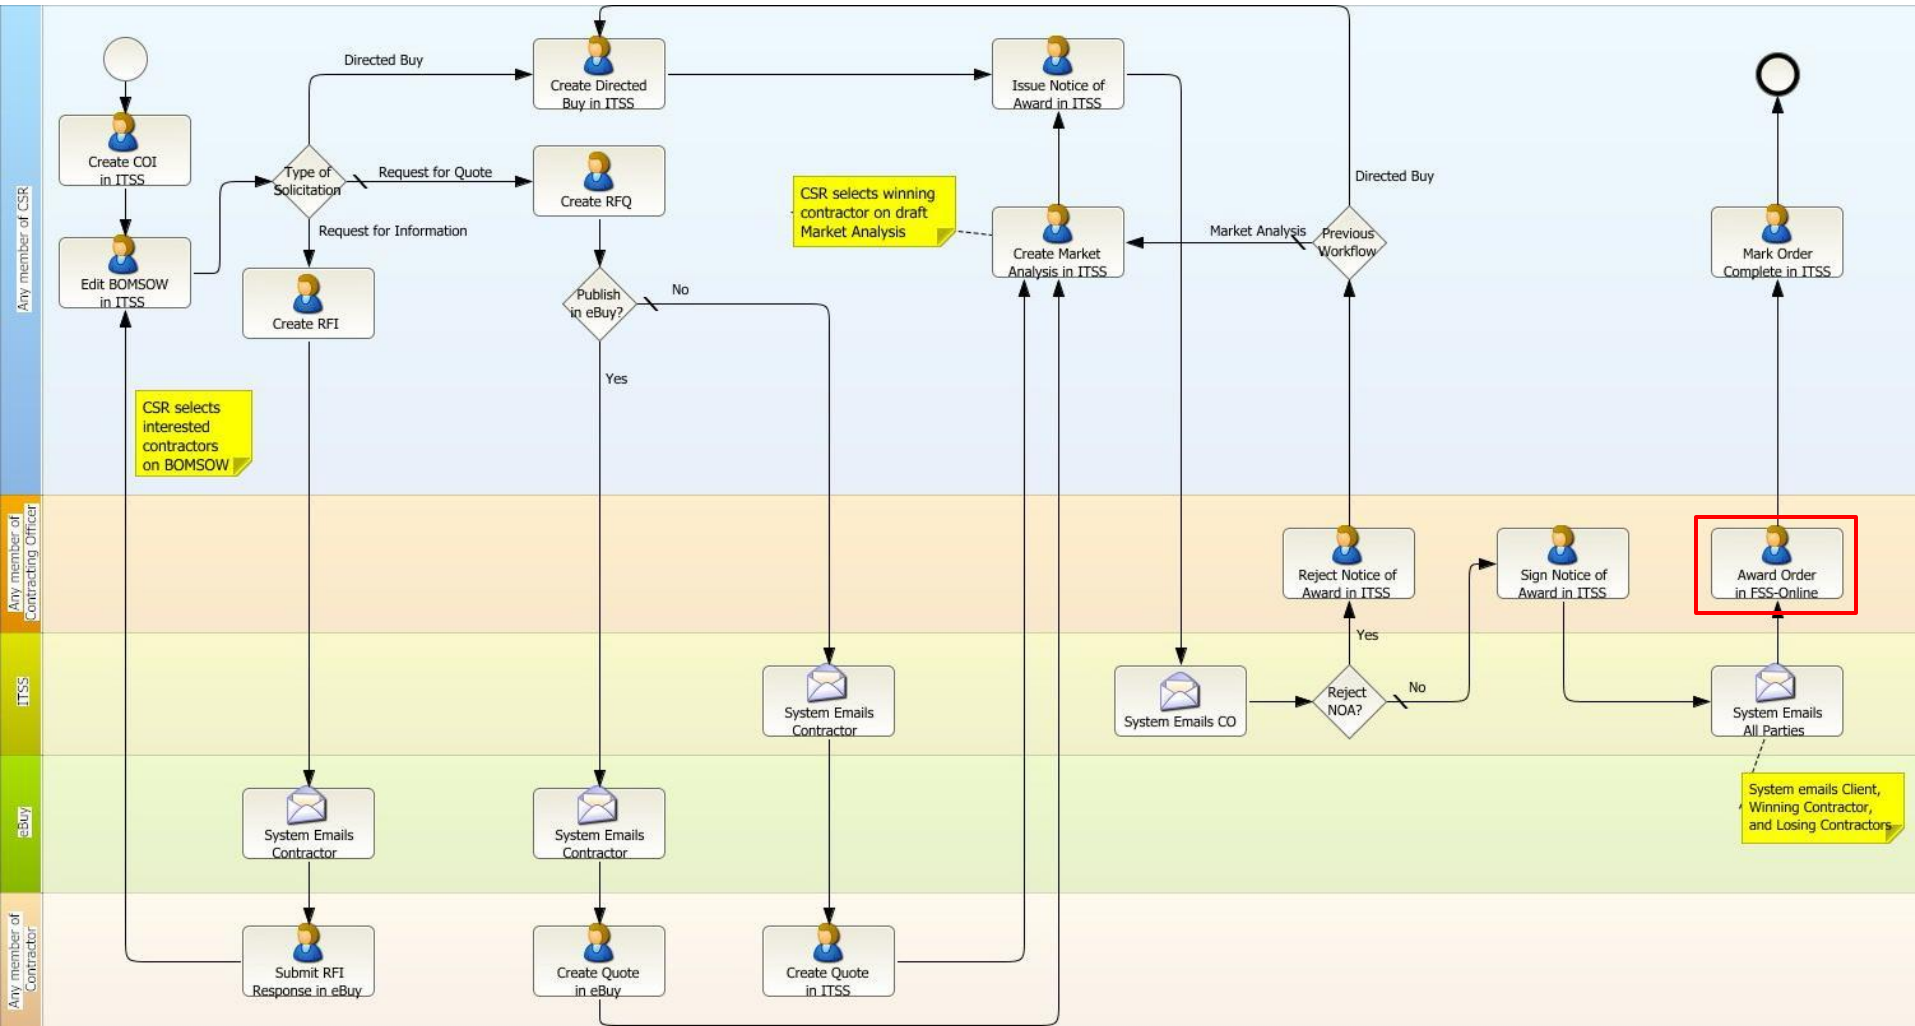 Any member of CSR
Create COI
in ITSS
Edit BOMSOW
in ITSS
CSR selects
interested
contractors
on BOMSOW
Type of
Solicitation
Directed Buy
Request for Quote
Request for Information
Create RFI
Create Directed
Buy in ITSS
Create RFQ
Publish
in eBuy?
No
Yes
CSR selects winning
contractor on draft
Market Analysis
Issue Notice of
Award in ITSS
Create Market
Analysis in ITSS
Market Analysis
Previous
Workflow
Directed Buy
Mark Order
Complete in ITSS
Any member of
Contracting Officer
Reject Notice of
Award in ITSS
Sign Notice of
Award in ITSS
Award Order
in FSS-Online
ITSS
System Emails
Contractor
System Emails CO
Reject
NOA?
Yes
No
System Emails
All Parties
eBuy
System Emails
Contractor
System Emails
Contractor
System emails Client,
Winning Contractor,
and Losing Contractors
Any member of
Contractor
Submit RFI
Response in eBuy
Create Quote
in eBuy
Create Quote
in ITSS